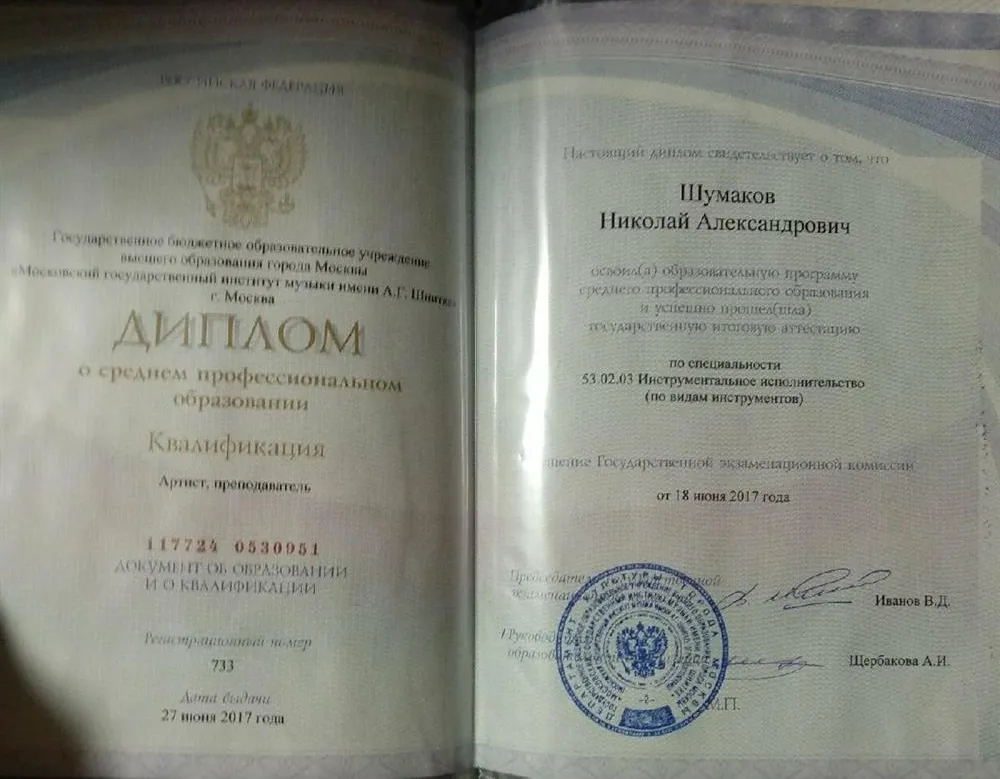 РОССИЙСКАЯ ФЕДЕРАЦИЯ
Государственное бюджетное образовательное учреждение
высшего образования города Москвы
«Московский государственный институт музыки имени А.Г. Шнитке»
г. Москва
ДИПЛОМ
о среднем профессиональном
образовании
Квалификация
Артист, преподаватель
117724 0530951
ДОКУМЕНТ ОБ ОБРАЗОВАНИИ
И О КВАЛИФИКАЦИИ
Регистрационный номер
733
Дата выдачи
27 июня 2017 года
Настоящий диплом свидетельствует о том, что
Шумаков
Николай Александрович
освоил(а) образовательную программу
среднего профессионального образования
и успешно прошел(шла)
государственную итоговую аттестацию
по специальности
53.02.03 Инструментальное исполнительство
(по видам инструментов)
Решение Государственной экзаменационной комиссии
от 18 июня 2017 года
Председатель
Иванов В.Д.
Щербакова А.И.
М.П.